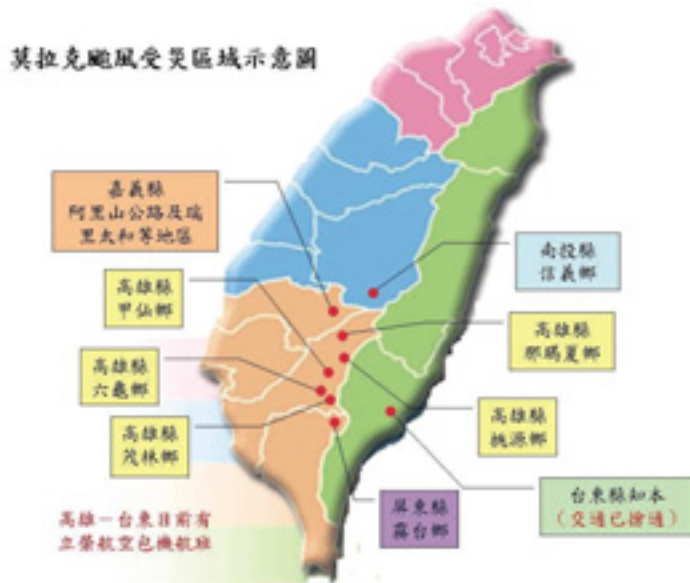 莫拉克颱風受災區域示意圖
嘉義縣
阿里山公路及瑞
里太和等地區
南投縣
信義鄉
高雄縣
甲仙鄉
高雄縣
那瑪夏鄉
高雄縣
六龜鄉
高雄縣
桃源鄉
高雄縣
茂林鄉
台東縣知本
（交通已搶通）
屏東縣
霧台鄉
高雄－台東目前有
立榮航空包機航班